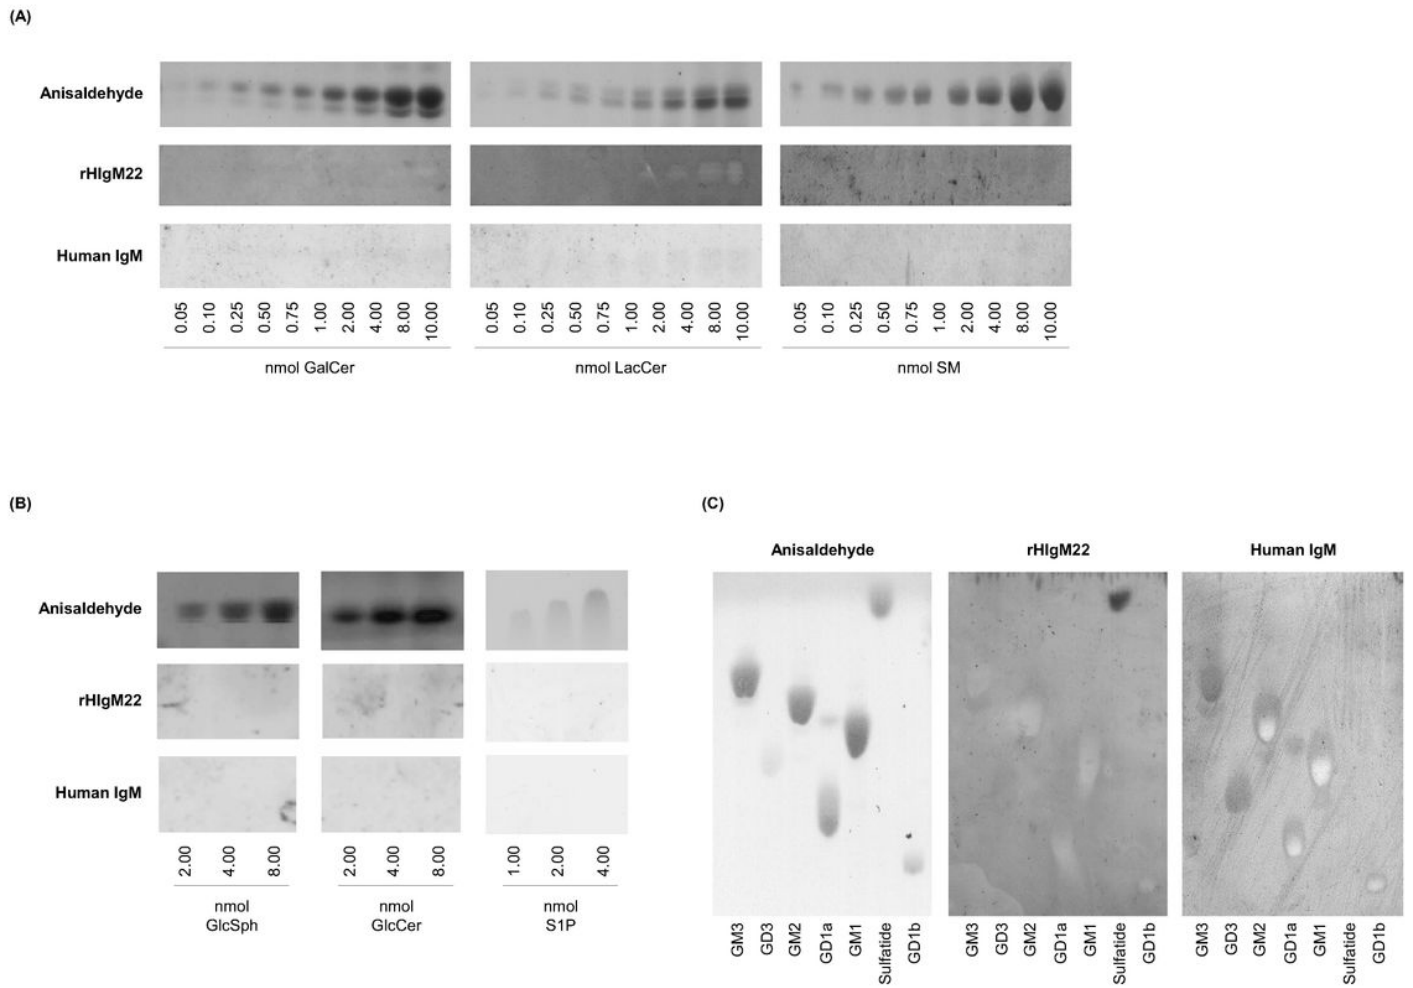 (A)
Anisaldehyde
rHIgM22
Human IgM
0.05 0.10 0.25 0.50 0.75 1.00 2.00 4.00 8.00 10.00
0.05 0.10 0.25 0.50 0.75 1.00 2.00 4.00 8.00 10.00
0.05 0.10 0.25 0.50 0.75 1.00 2.00 4.00 8.00 10.00
nmol GalCer
nmol LacCer
nmol SM
(B)
Anisaldehyde
rHIgM22
Human IgM
2.00 4.00 8.00
2.00 4.00 8.00
1.00 2.00 4.00
nmol
GlcSph
nmol
GlcCer
nmol
S1P
(C)
Anisaldehyde
rHIgM22
Human IgM
GM3 GD3 GM2 GD1a GM1 Sulfatide GD1b
GM3 GD3 GM2 GD1a GM1 Sulfatide GD1b
GM3 GD3 GM2 GD1a GM1 Sulfatide GD1b